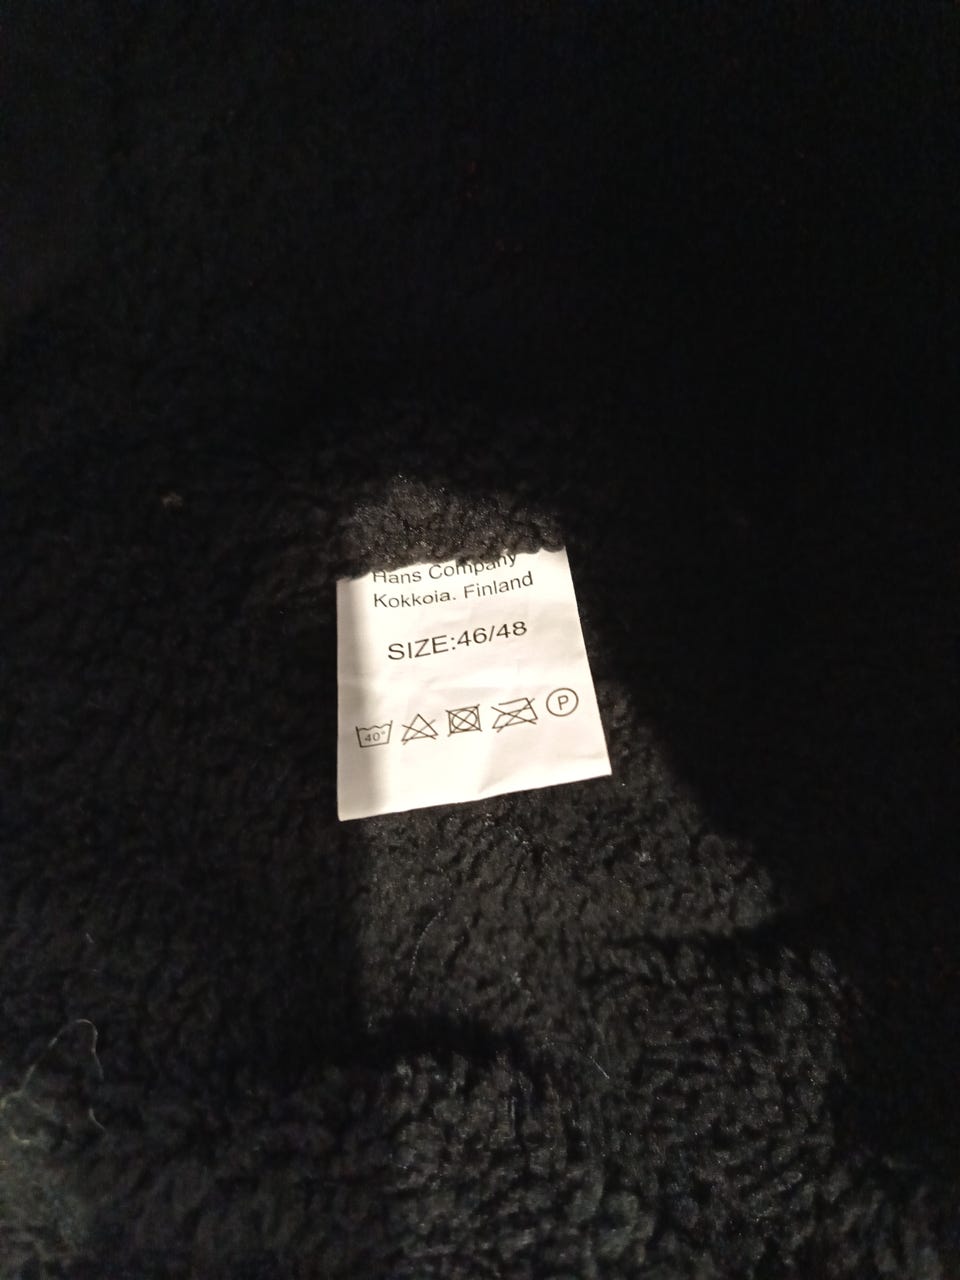 Hans Company
Kokkoia. Finland
SIZE:46/48
40°
P